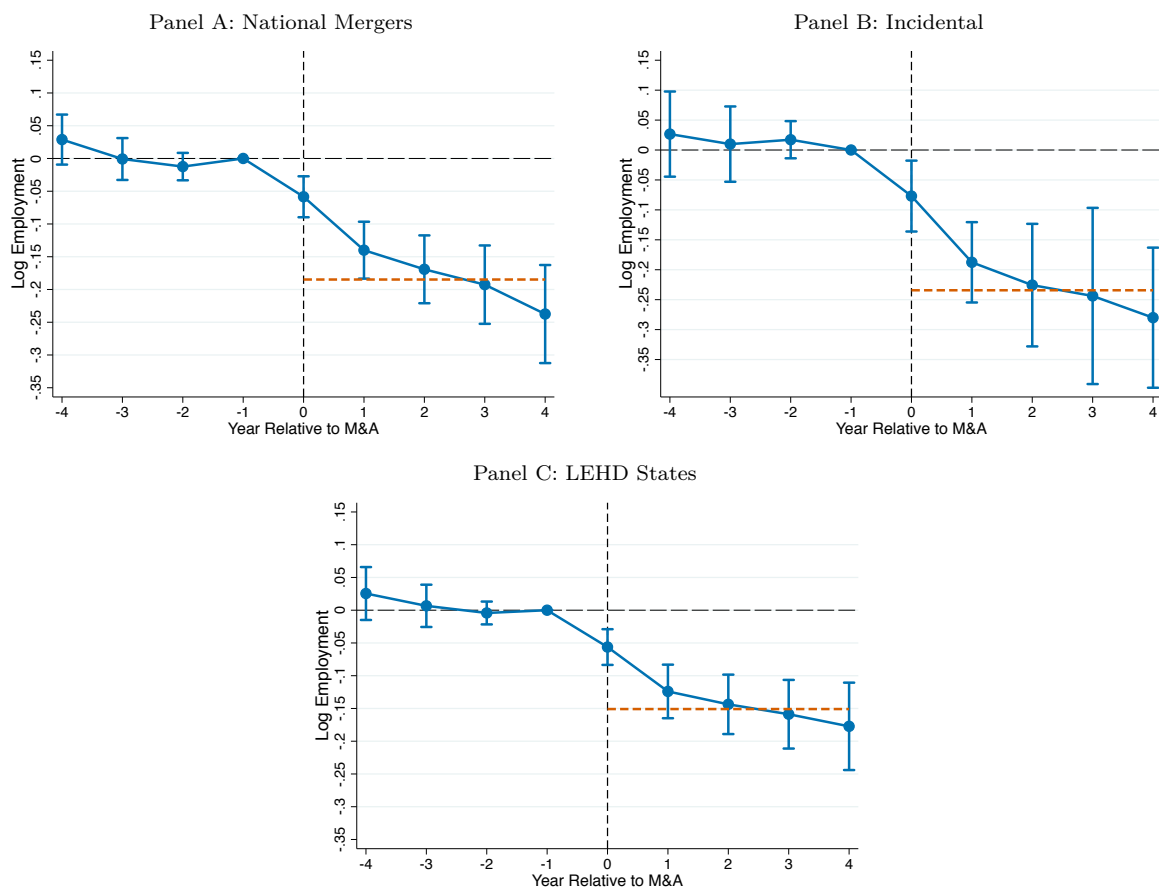 Panel A: National Mergers
Log Employment
.15
.1
.05
0
-.05
-.1
-.15
-.2
-.25
-.3
-.35
-4 -3 -2 -1 0 1 2 3 4
Year Relative to M&A
Panel B: Incidental
Log Employment
.15
.1
.05
0
-.05
-.1
-.15
-.2
-.25
-.3
-.35
-4 -3 -2 -1 0 1 2 3 4
Year Relative to M&A
Panel C: LEHD States
Log Employment
.15
.1
.05
0
-.05
-.1
-.15
-.2
-.25
-.3
-.35
-4 -3 -2 -1 0 1 2 3 4
Year Relative to M&A